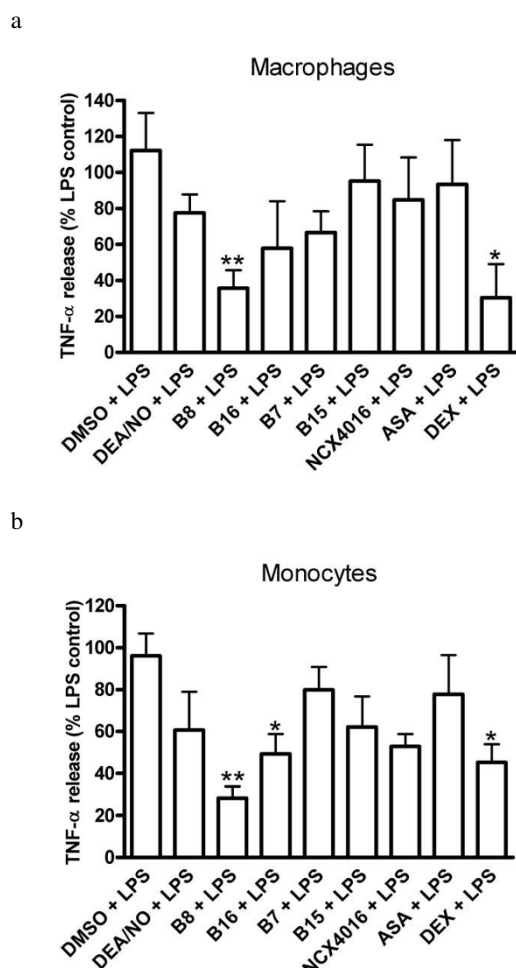 a
Macrophages
TNF-α release (% LPS control)
140
120
100
80
60
40
20
0
**
*
DMSO + LPS
DEA/NO + LPS
B8 + LPS
B16 + LPS
B7 + LPS
B15 + LPS
NCX4016 + LPS
ASA + LPS
DEX + LPS
b
Monocytes
TNF-α release (% LPS control)
120
100
80
60
40
20
0
**
*
*
DMSO + LPS
DEA/NO + LPS
B8 + LPS
B16 + LPS
B7 + LPS
B15 + LPS
NCX4016 + LPS
ASA + LPS
DEX + LPS